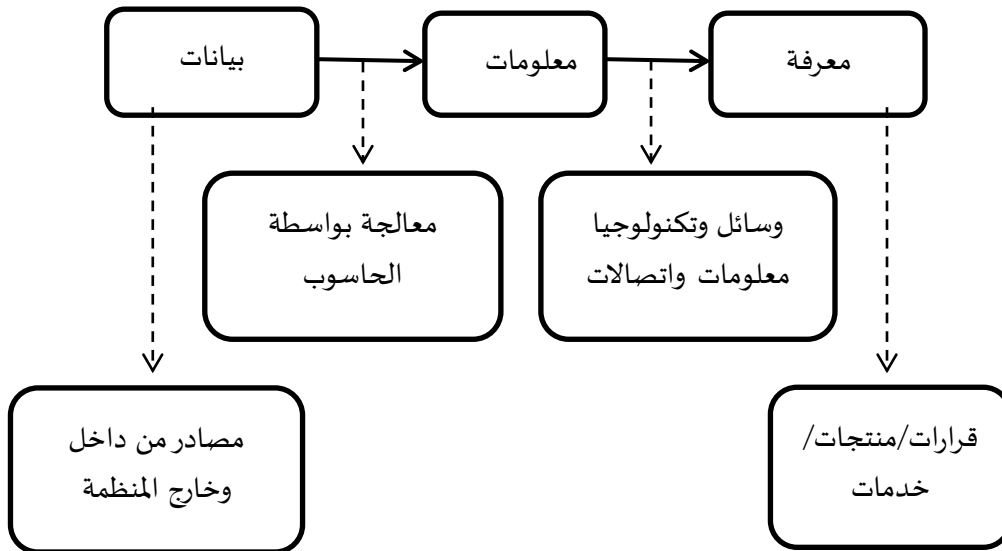 بيانات
معلومات
معرفة
معالجة بواسطة
الحاسوب
وسائل وتكنولوجيا
معلومات واتصالات
مصادر من داخل
وخارج المنظمة
قرارات/منتجات/
خدمات